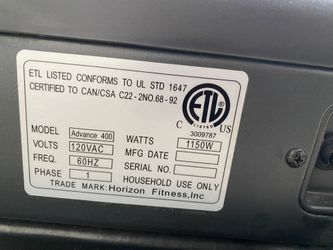 ETL LISTED CONFORMS TO UL STD 1647
CERTIFIED TO CAN/CSA C22 - 2NO.68 - 92
ETL
LISTED
C US
3009787
MODEL Advance 400 WATTS 1150W
VOLTS 120VAC MFG DATE
FREQ. 60HZ SERIAL NO.
PHASE 1 HOUSEHOLD USE ONLY
TRADE MARK: Horizon Fitness,Inc